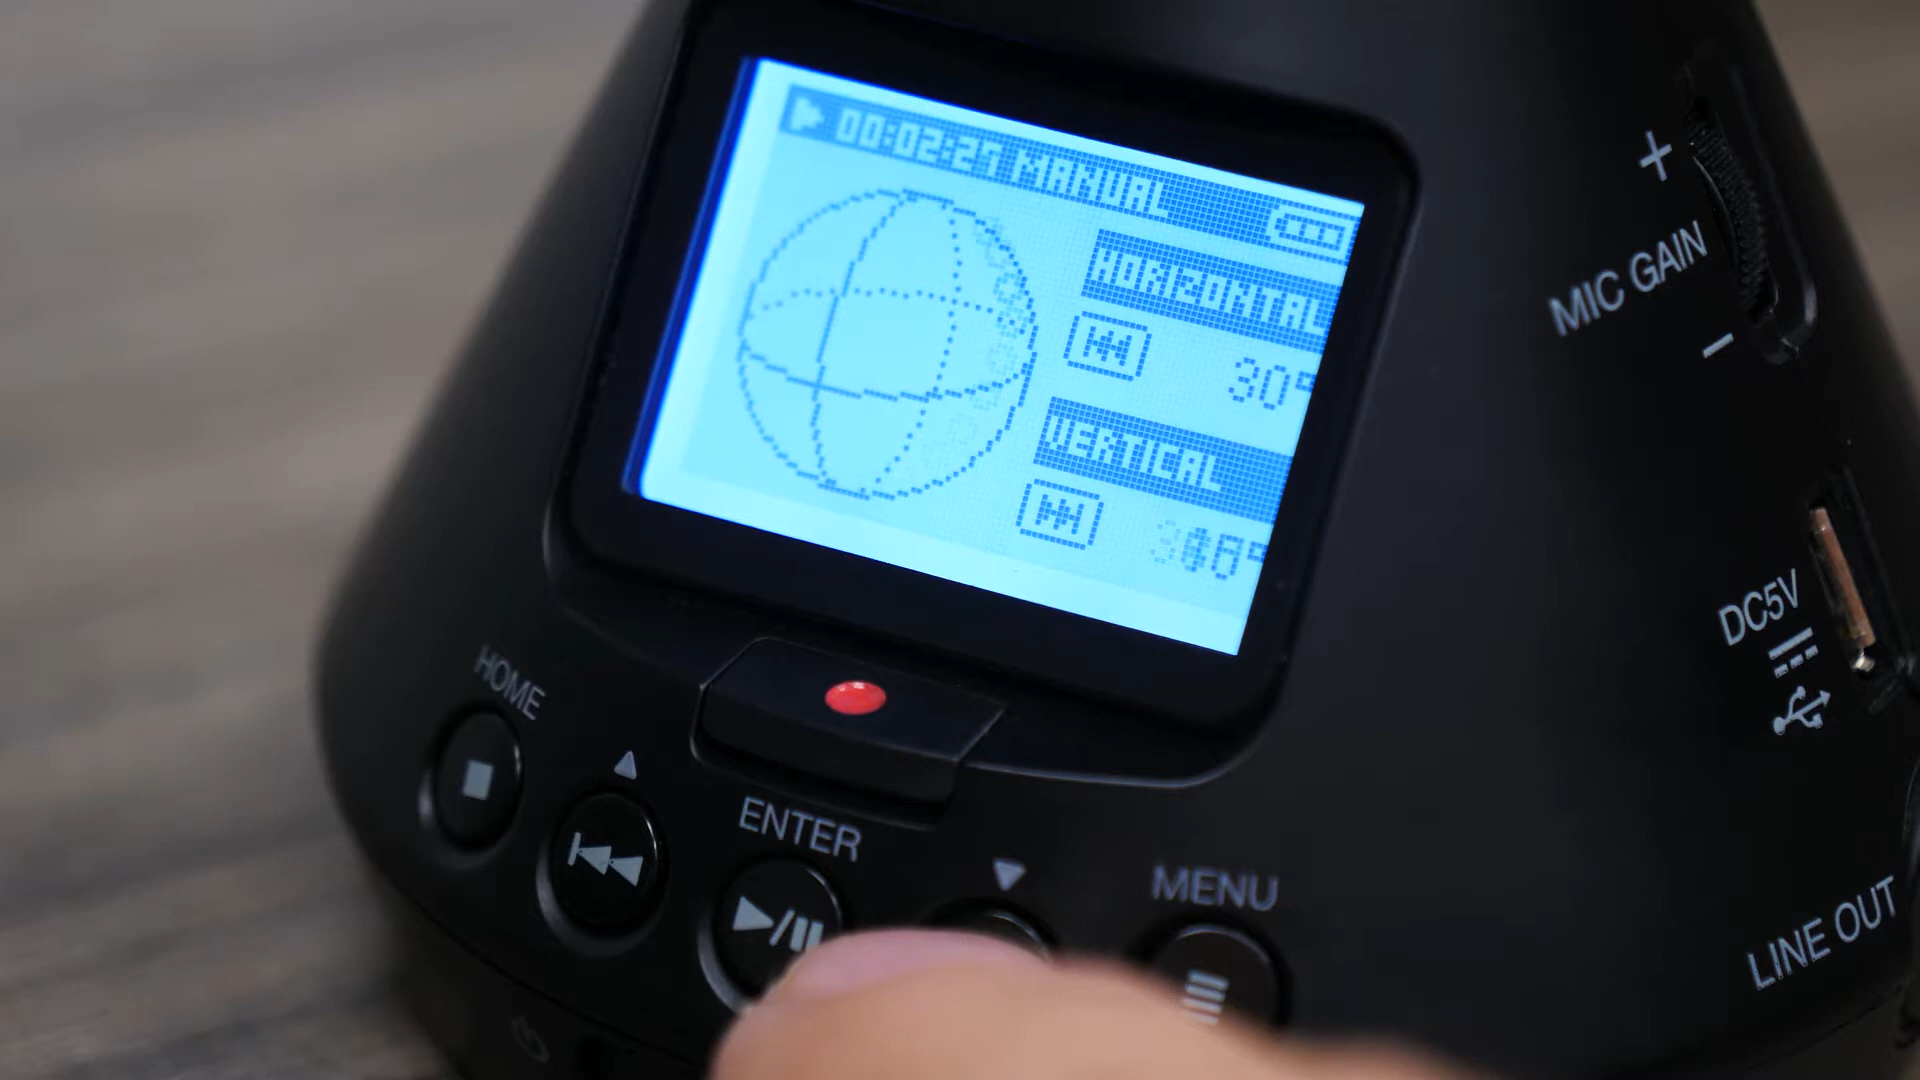 00:02:27 MANUAL
HORIZONTAL
30°
VERTICAL
+
MIC GAIN
-
DC5V
HOME
ENTER
MENU
LINE OUT